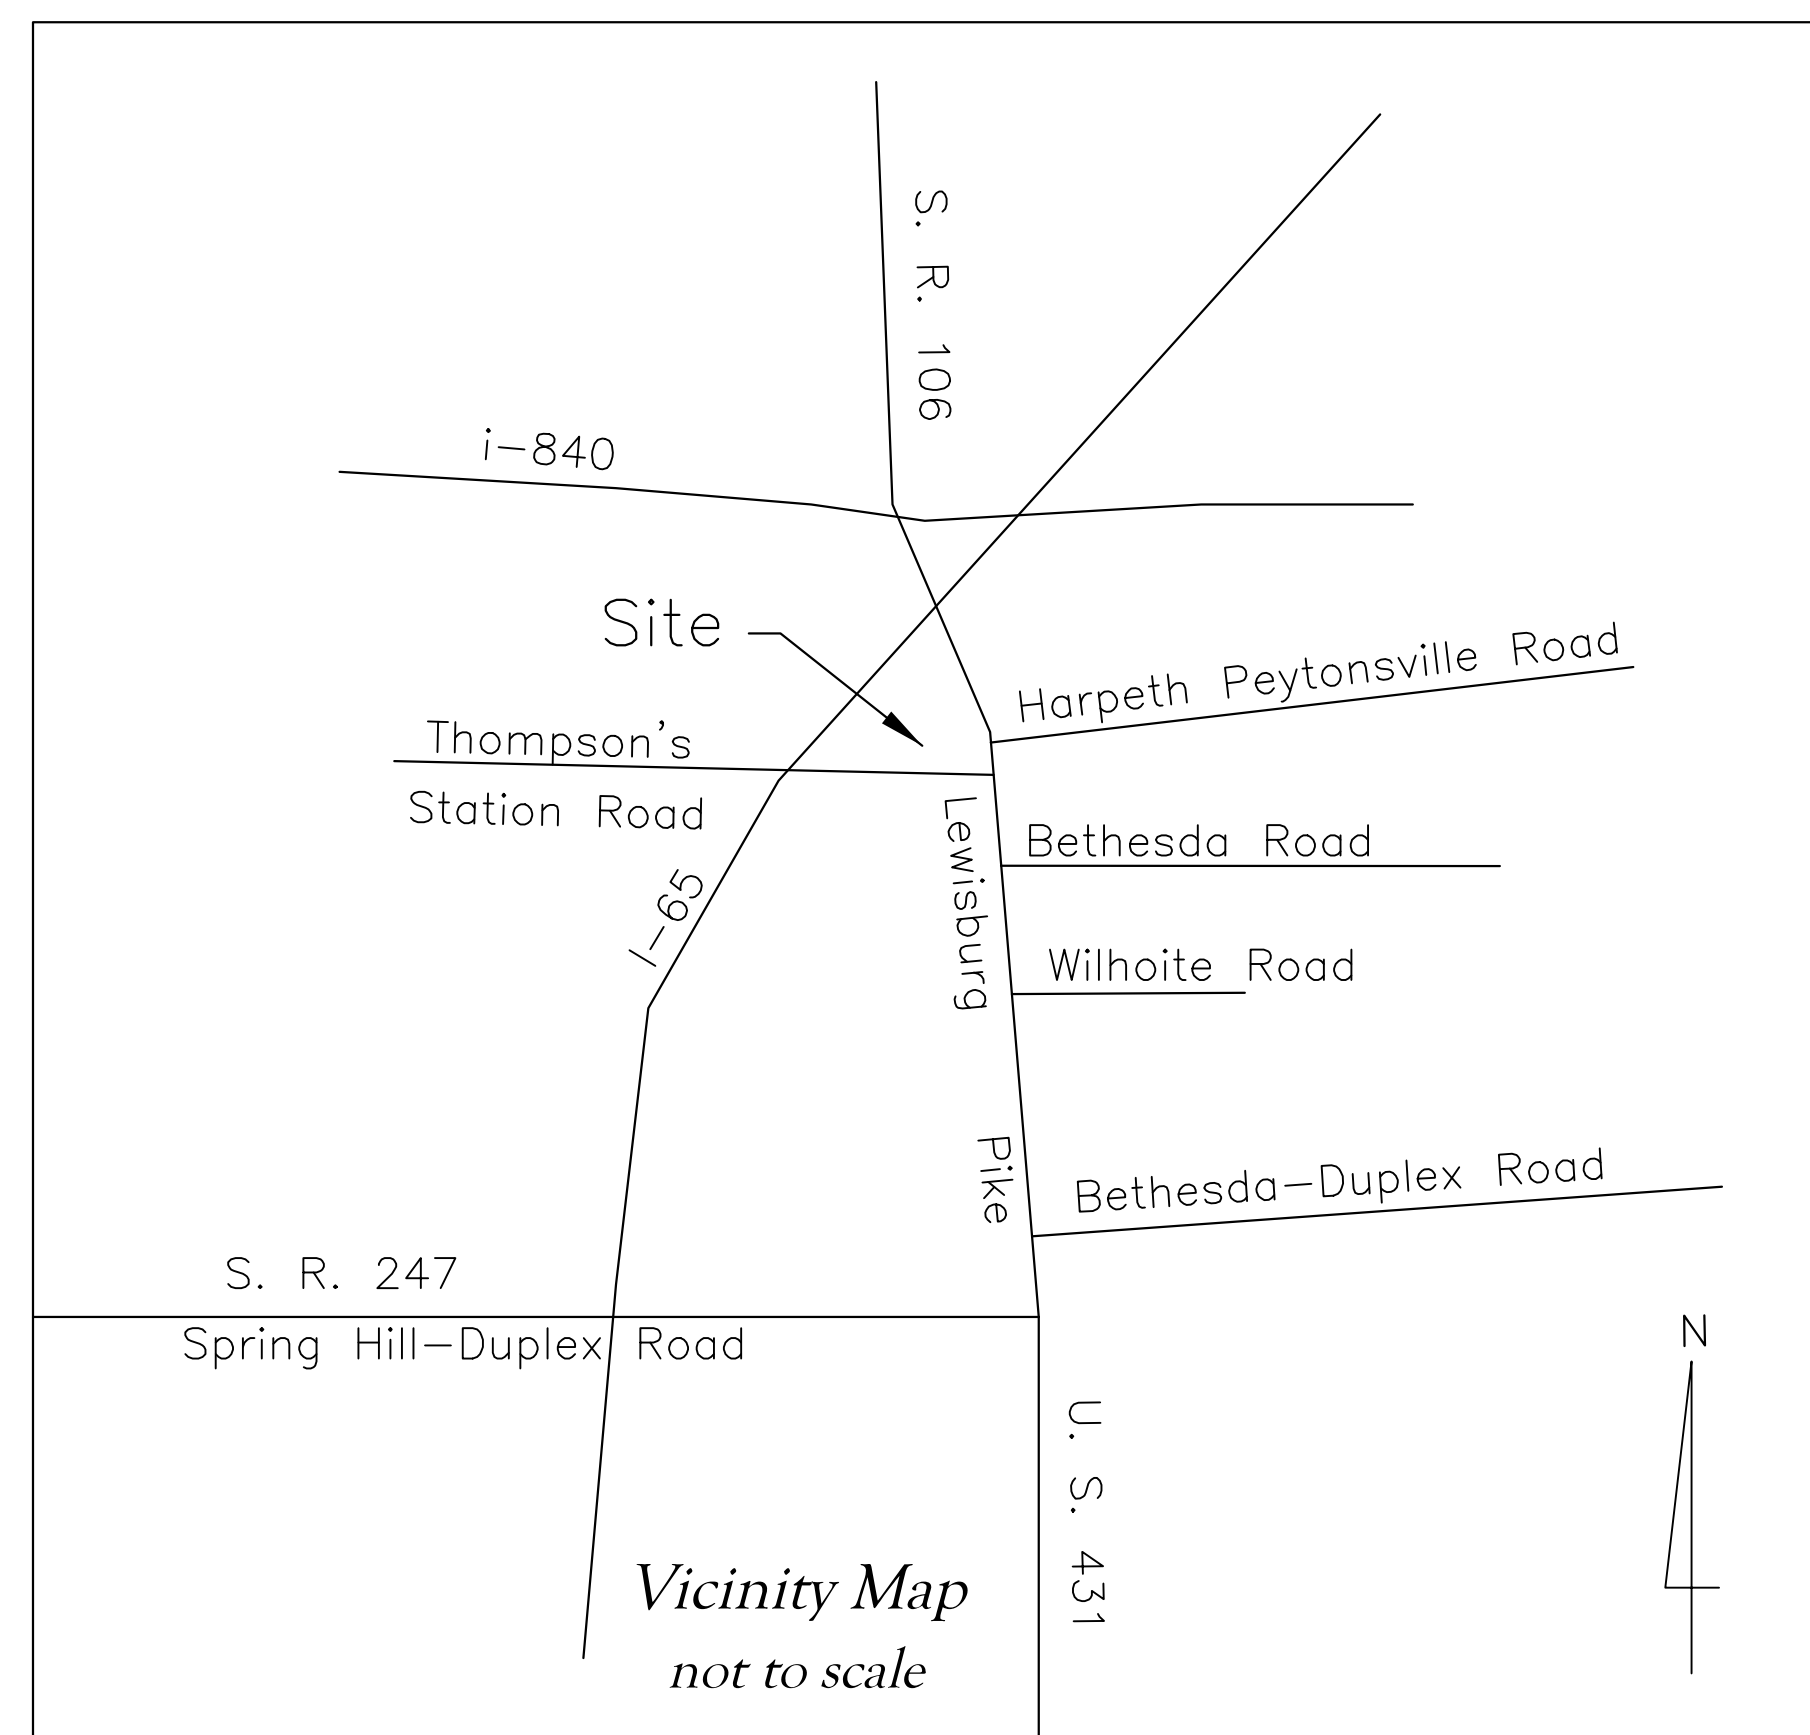 S. R. 106
i-840
Site
Harpeth Peytonsville Road
Thompson's
Station Road
Lewisburg Pike
Bethesda Road
I-65
Wilhoite Road
Bethesda-Duplex Road
S. R. 247
Spring Hill-Duplex Road
N
U. S. 431
Vicinity Map
not to scale